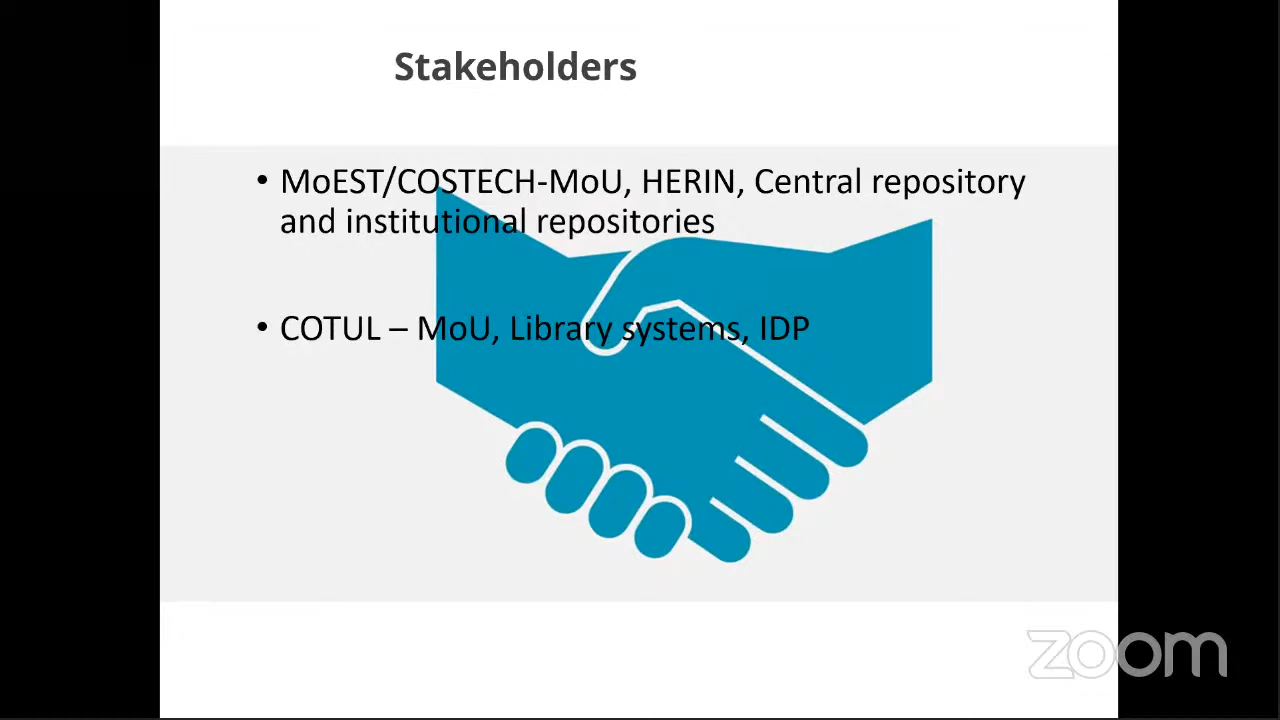 Stakeholders
• MoEST/COSTECH-MoU, HERIN, Central repository
and institutional repositories
• COTUL – MoU, Library systems, IDP
zoom